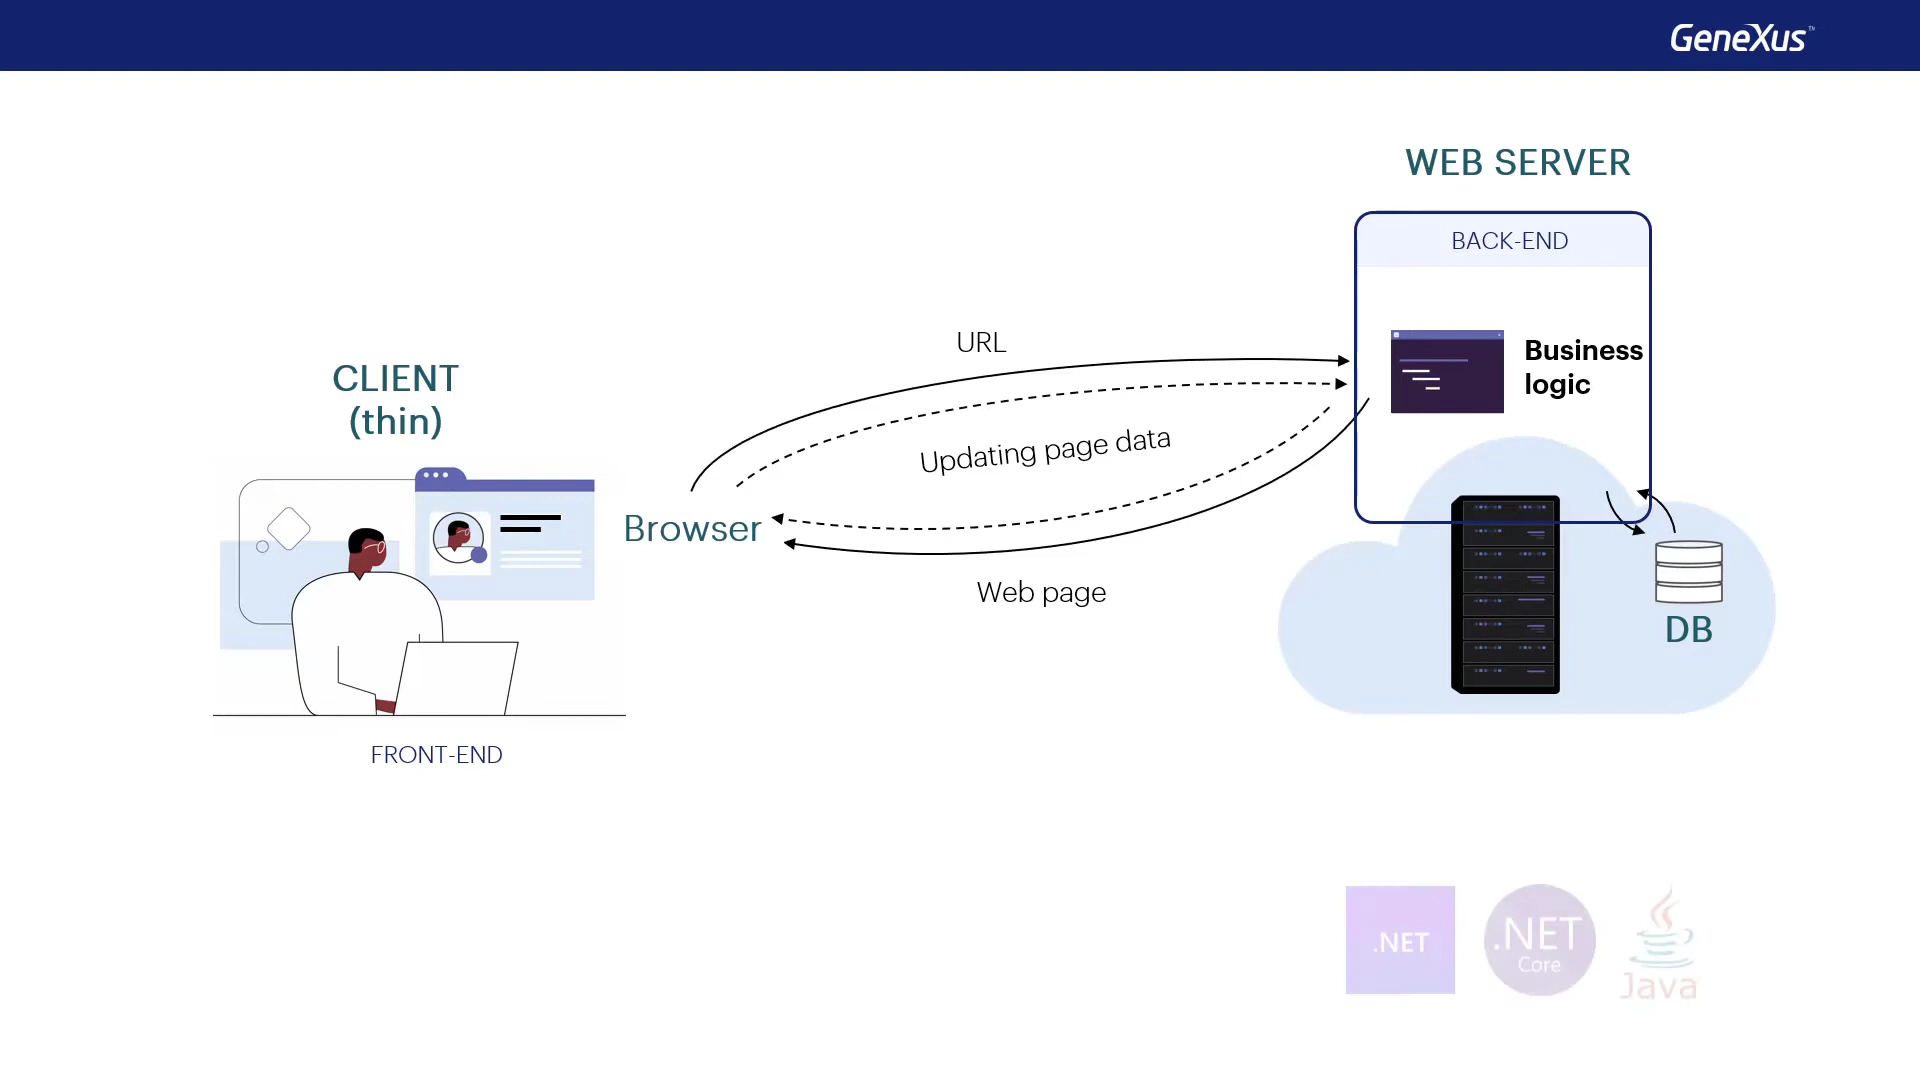 GeneXus™
WEB SERVER
BACK-END
Business
logic
URL
CLIENT
(thin)
Updating page data
Browser
Web page
DB
FRONT-END
.NET
.NET
Core
Java